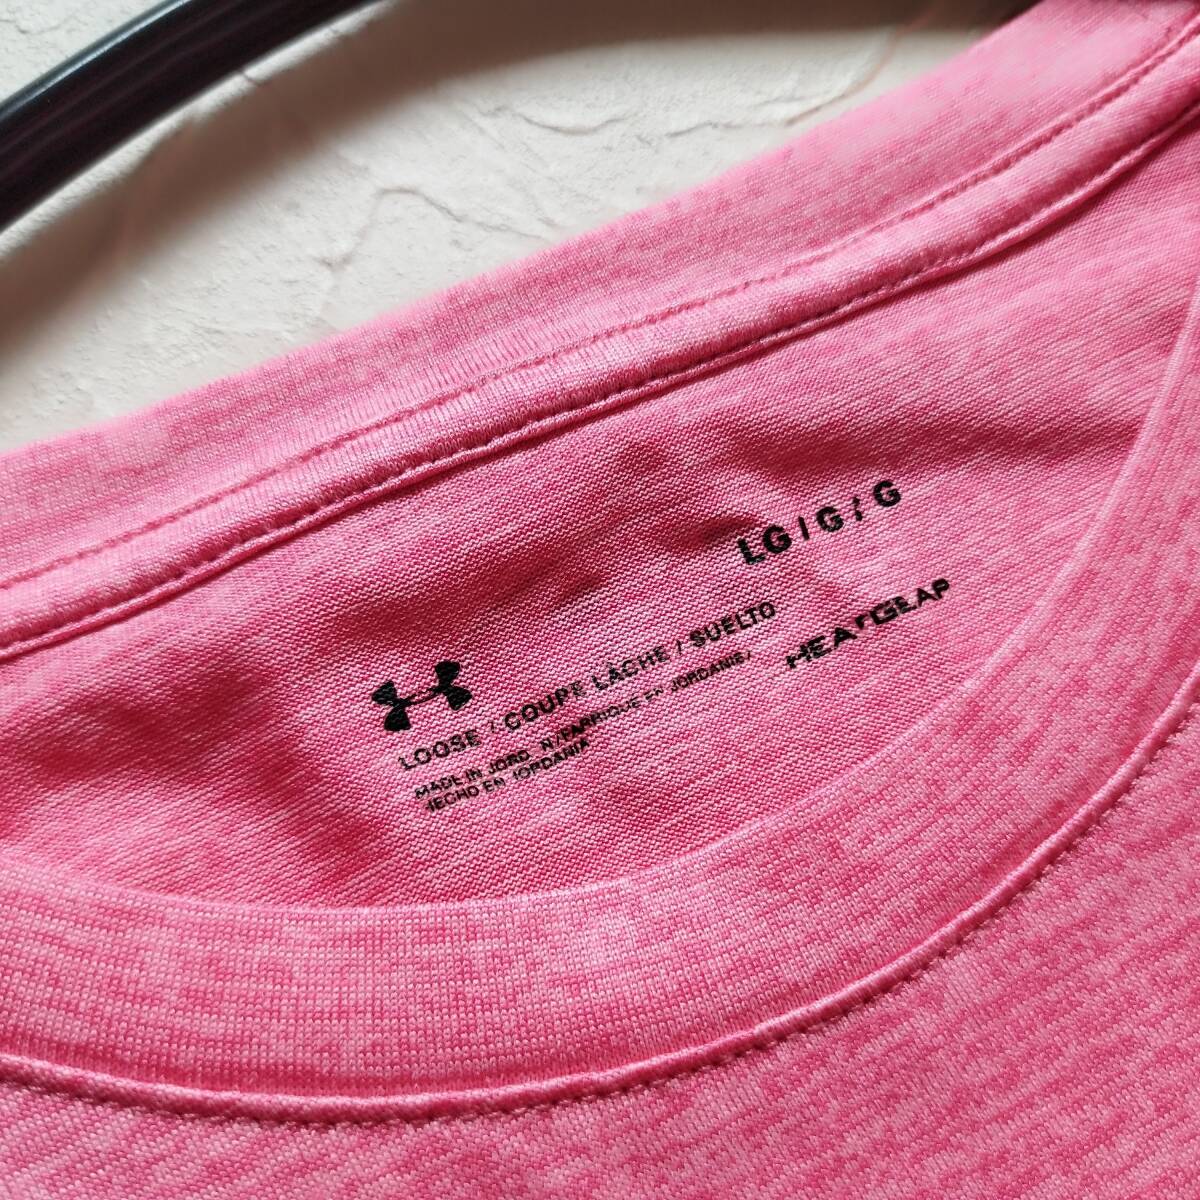 LG / G / G
LOOSE / COUPE LÂCHE / SUELTO
HEATGEAR
MADE IN JORDAN/FABRIQUÉ EN JORDANIE/
HECHO EN JORDANIA